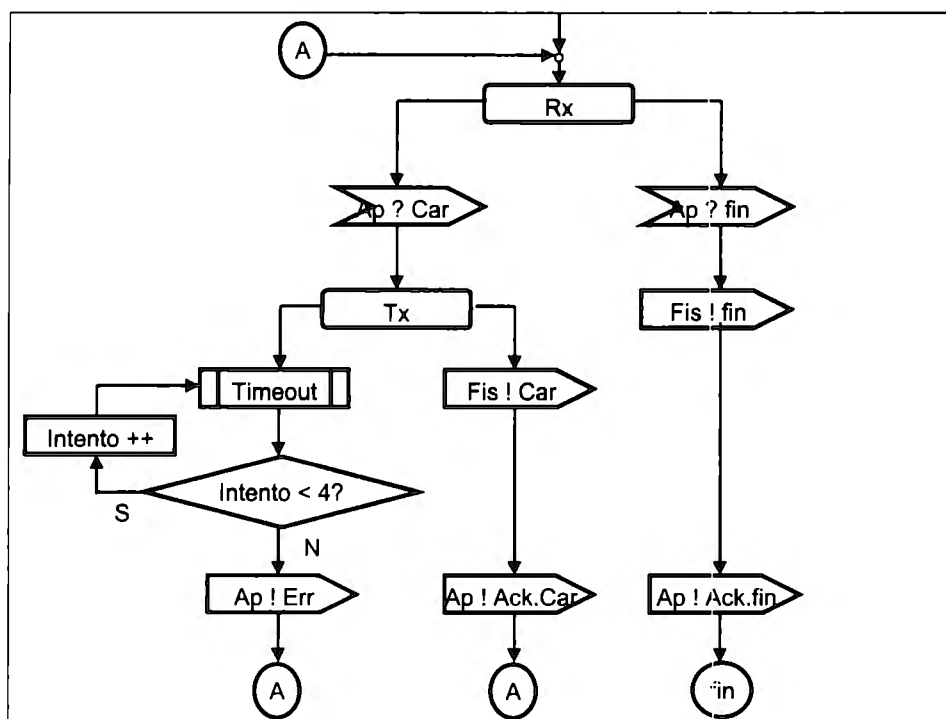 A
Rx
Ap ? Car
Ap ? fin
Tx
Fis ! fin
Timeout
Fis ! Car
Intento ++
Intento < 4?
S
N
Ap ! Err
Ap ! Ack.Car
Ap ! Ack.fin
A
A
fin